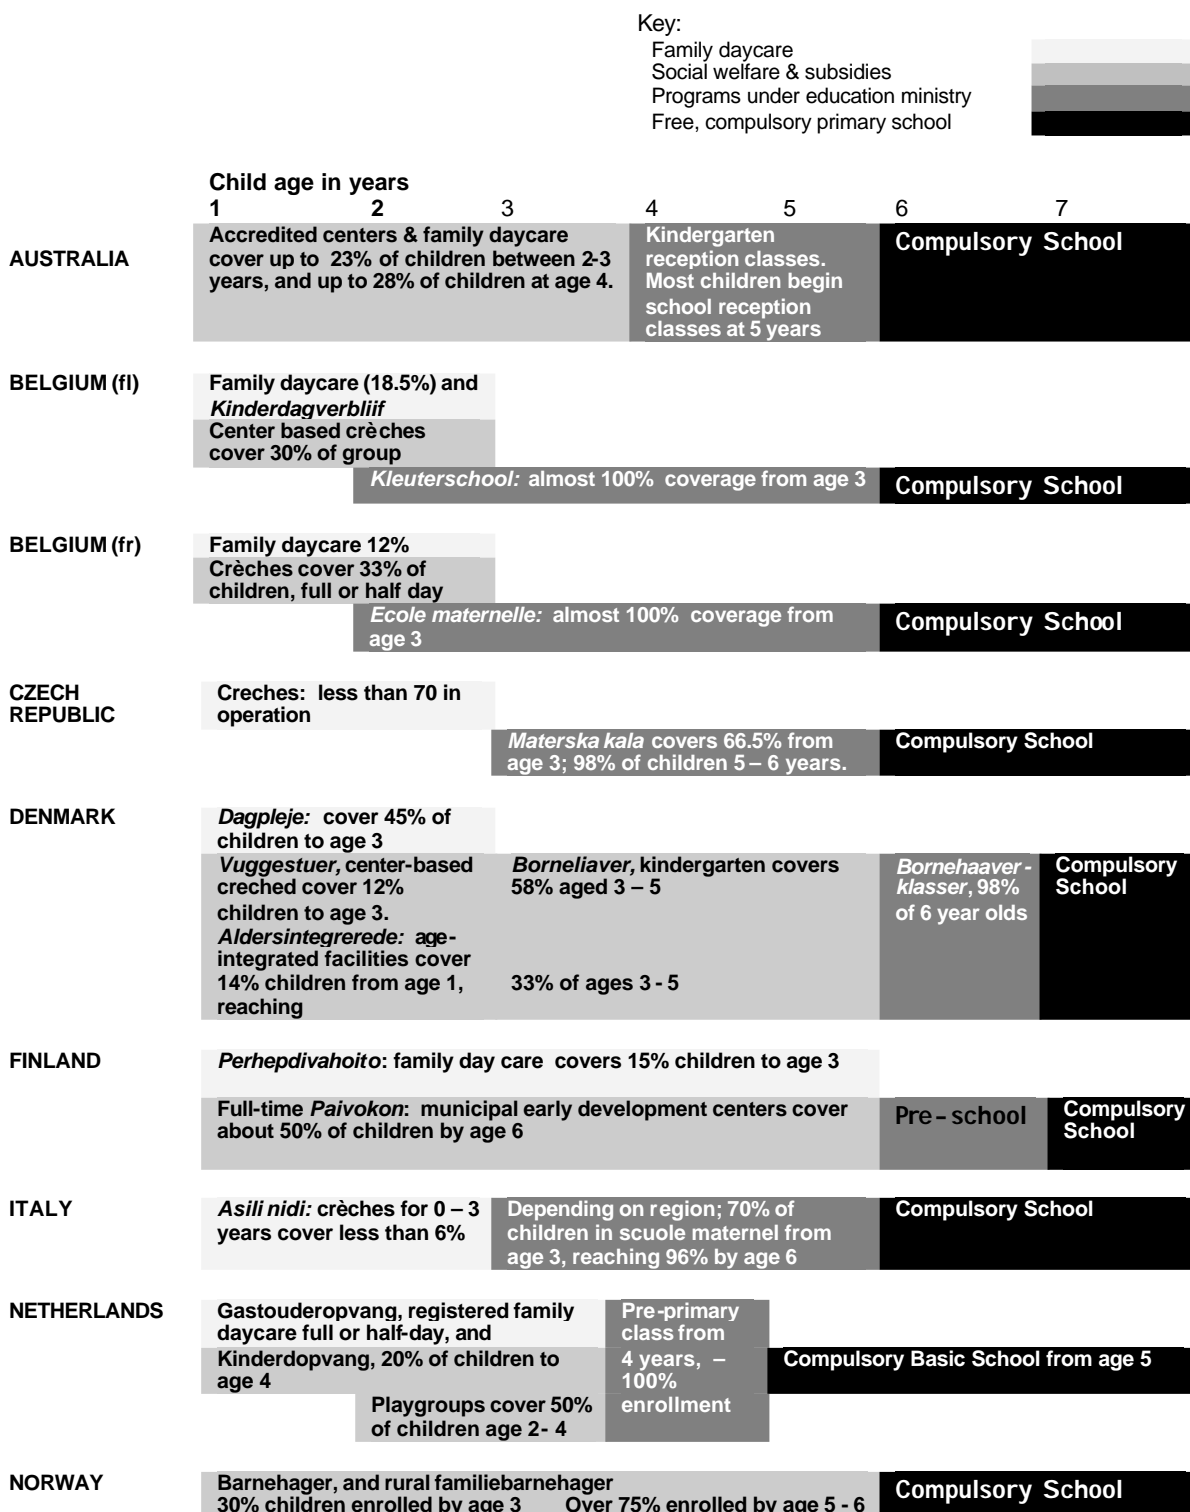 Key:
Family daycare
Social welfare & subsidies
Programs under education ministry
Free, compulsory primary school
Child age in years
1 2 3 4 5 6 7
AUSTRALIA
Accredited centers & family daycare
cover up to 23% of children between 2-3
years, and up to 28% of children at age 4.
Kindergarten
reception classes.
Most children begin
school reception
classes at 5 years
Compulsory School
BELGIUM (fl)
Family daycare (18.5%) and
Kinderdagverbliif
Center based crèches
cover 30% of group
Kleuterschool: almost 100% coverage from age 3
Compulsory School
BELGIUM (fr)
Family daycare 12%
Crèches cover 33% of
children, full or half day
Ecole maternelle: almost 100% coverage from
age 3
Compulsory School
CZECH
REPUBLIC
Creches: less than 70 in
operation
Materska kala covers 66.5% from
age 3; 98% of children 5 – 6 years.
Compulsory School
DENMARK
Dagpleje: cover 45% of
children to age 3
Vuggestuer, center-based
creched cover 12%
children to age 3.
Aldersintegrerede: age-
integrated facilities cover
14% children from age 1,
reaching
Borneliaver, kindergarten covers
58% aged 3 – 5
33% of ages 3 - 5
Bornehaaver-
klasser, 98%
of 6 year olds
Compulsory
School
FINLAND
Perhepdivahoito: family day care covers 15% children to age 3
Full-time Paivokon: municipal early development centers cover
about 50% of children by age 6
Pre-school
Compulsory
School
ITALY
Asili nidi: crèches for 0 – 3
years cover less than 6%
Depending on region; 70% of
children in scuole maternel from
age 3, reaching 96% by age 6
Compulsory School
NETHERLANDS
Gastouderopvang, registered family
daycare full or half-day, and
Kinderdopvang, 20% of children to
age 4
Playgroups cover 50%
of children age 2- 4
Pre-primary
class from
4 years, –
100%
enrollment
Compulsory Basic School from age 5
NORWAY
Barnehager, and rural familiebarnehager
30% children enrolled by age 3 Over 75% enrolled by age 5 - 6
Compulsory School